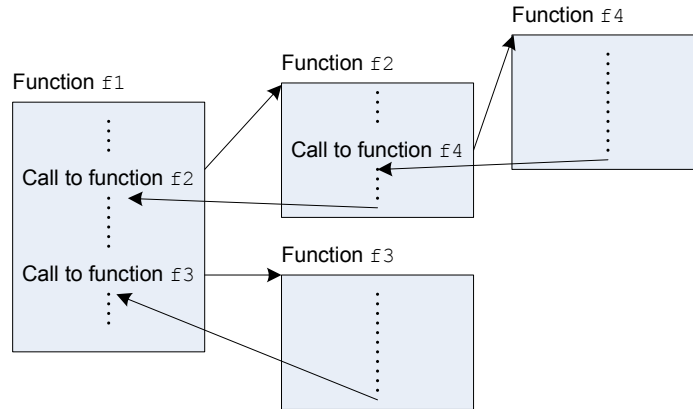 Function f4
Function f2
Function f1
Call to function f4
Call to function f2
Function f3
Call to function f3